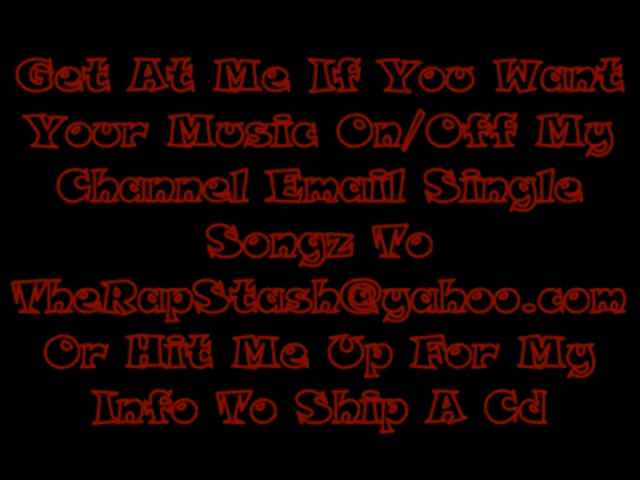 Get At Me If You Want
Your Music On/Off My
Channel Email Single
Songz To
TheRapStash@yahoo.com
Or Hit Me Up For My
Info To Ship A Cd